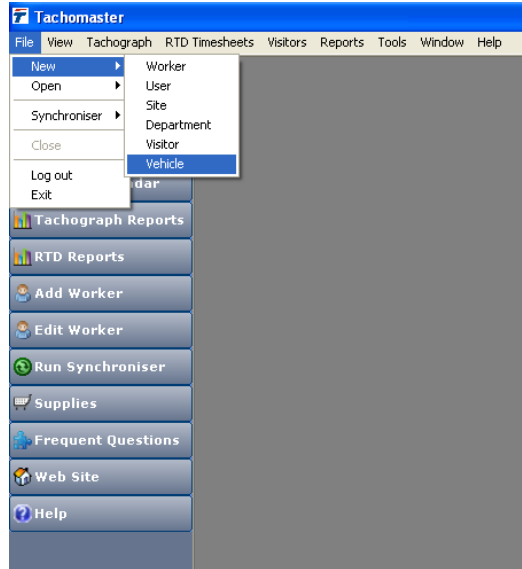 Tachomaster
File View Tachograph RTD Timesheets Visitors Reports Tools Window Help
New
Open
Synchroniser
Close
Log out
Exit
Worker
User
Site
Department
Visitor
Vehicle
dar
Tachograph Reports
RTD Reports
Add Worker
Edit Worker
Run Synchroniser
Supplies
Frequent Questions
Web Site
Help